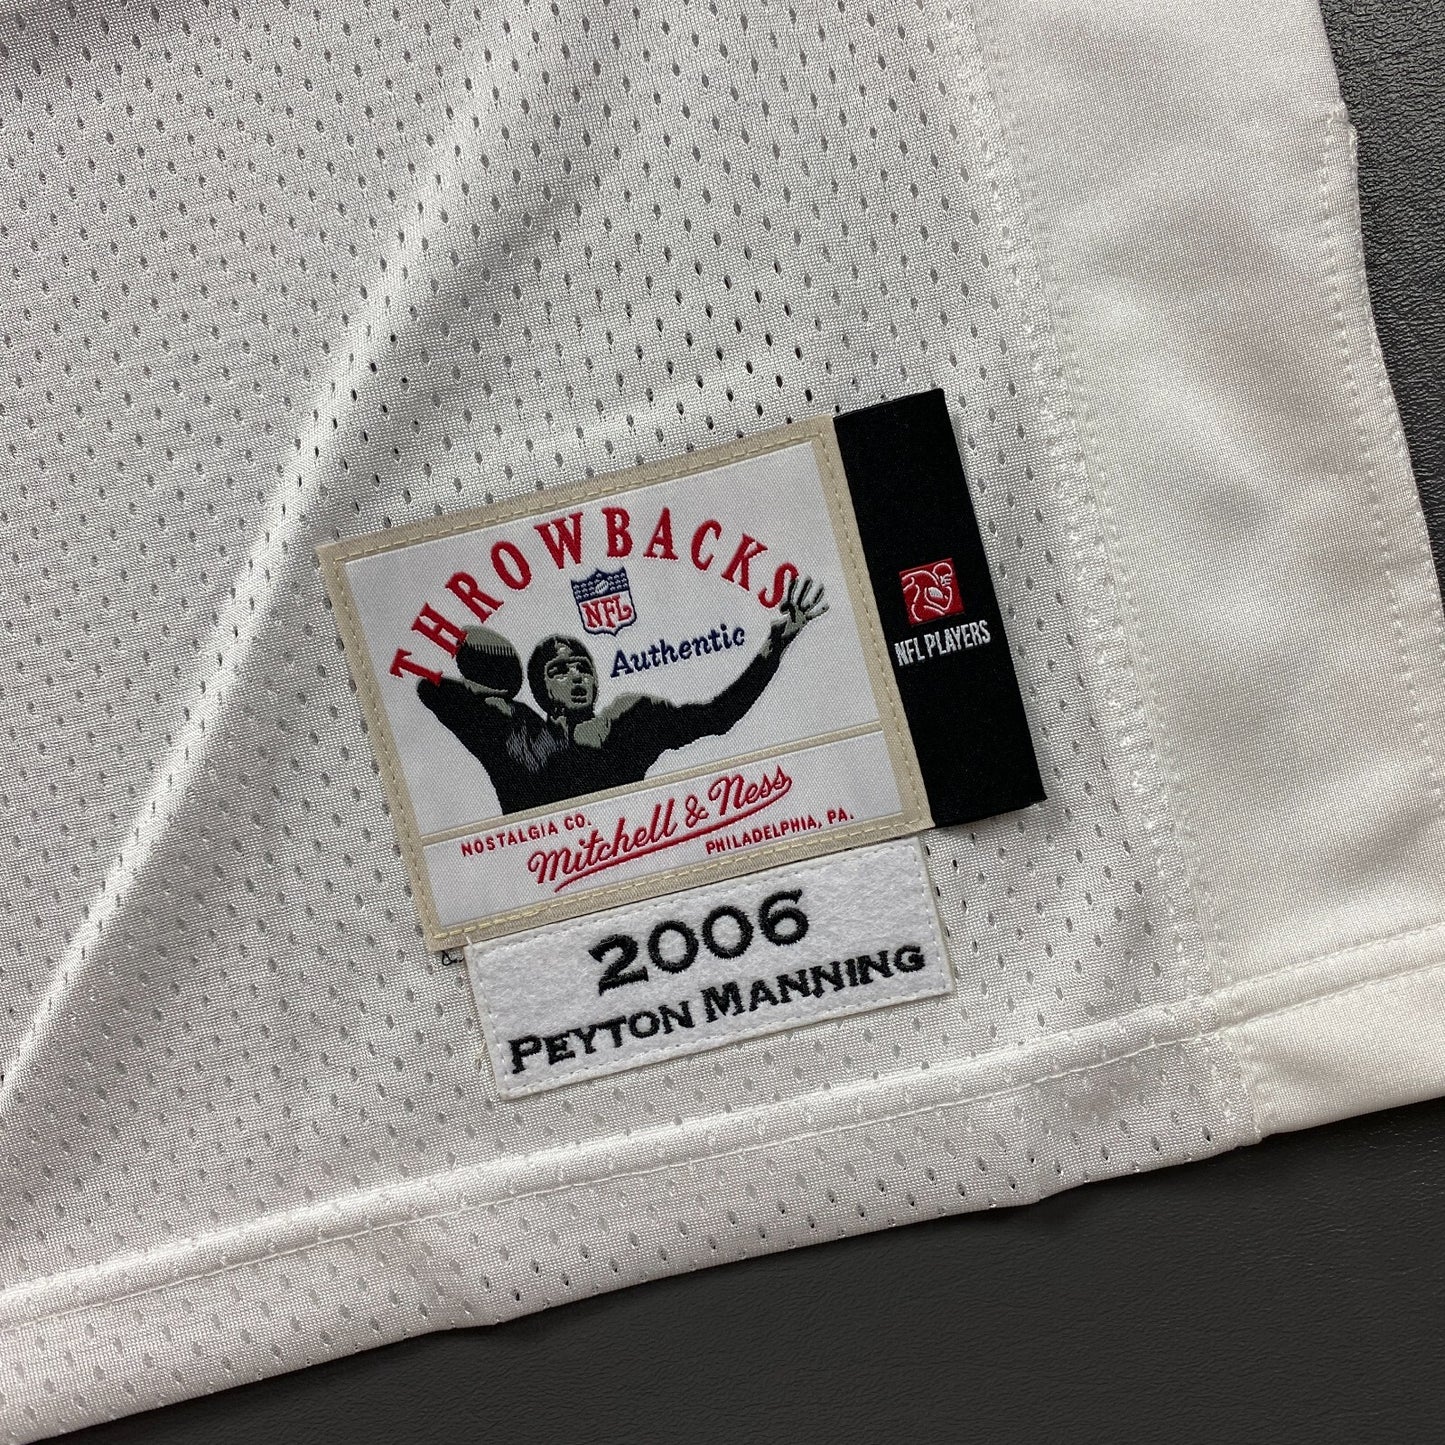 THROWBACKS
NFL
Authentic
NFL PLAYERS
NOSTALGIA CO.
Mitchell & Ness
PHILADELPHIA, PA.
2006
PEYTON MANNING